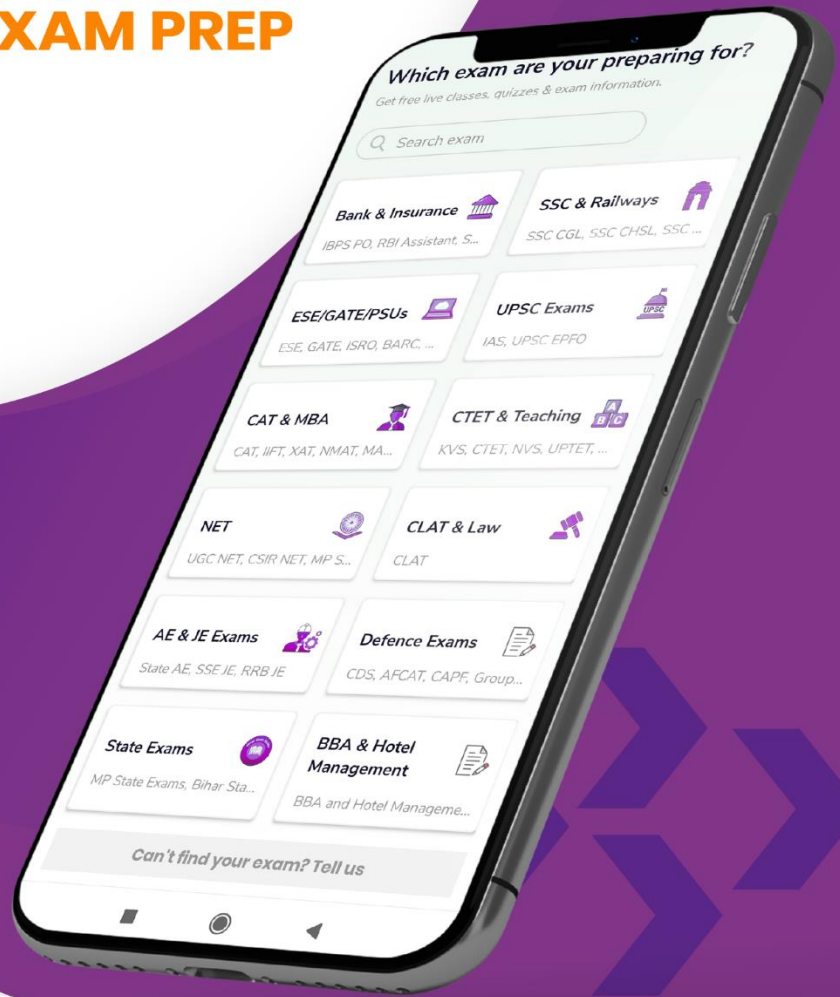 XAM PREP
Which exam are your preparing for?
Get free live classes, quizzes & exam information.
Search exam
Bank & Insurance
IBPS PO, RBI Assistant, S...
SSC & Railways
SSC CGL, SSC CHSL, SSC ...
ESE/GATE/PSUs
ESE, GATE, ISRO, BARC, ...
UPSC Exams
UPSC
IAS, UPSC EPFO
CAT & MBA
CAT, IIFT, XAT, NMAT, MA...
CTET & Teaching
A
B C
KVS, CTET, NVS, UPTET, ...
NET
UGC NET, CSIR NET, MP S...
CLAT & Law
CLAT
AE & JE Exams
State AE, SSE JE, RRB JE
Defence Exams
CDS, AFCAT, CAPF, Group...
State Exams
MP State Exams, Bihar Sta...
BBA & Hotel
Management
BBA and Hotel Manageme...
Can't find your exam? Tell us